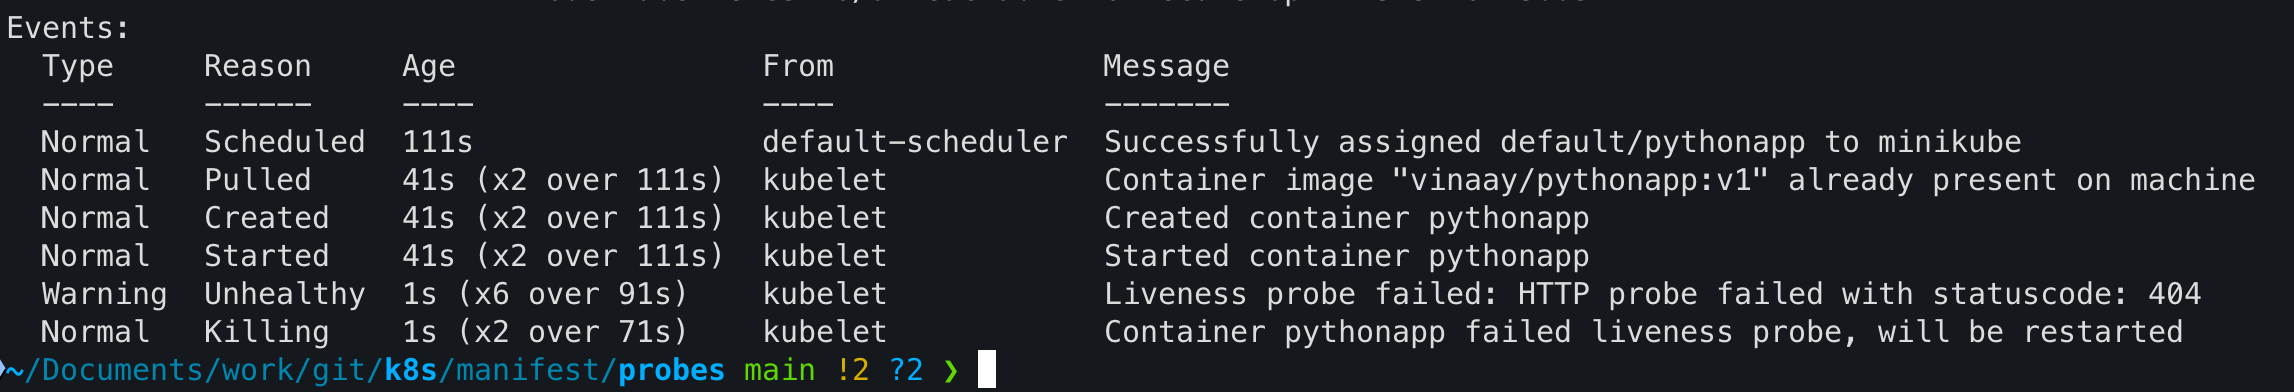 Events:
Type Reason Age From Message
---- ------ ---- ---- -------
Normal Scheduled 111s default-scheduler Successfully assigned default/pythonapp to minikube
Normal Pulled 41s (x2 over 111s) kubelet Container image "vinaay/pythonapp:v1" already present on machine
Normal Created 41s (x2 over 111s) kubelet Created container pythonapp
Normal Started 41s (x2 over 111s) kubelet Started container pythonapp
Warning Unhealthy 1s (x6 over 91s) kubelet Liveness probe failed: HTTP probe failed with statuscode: 404
Normal Killing 1s (x2 over 71s) kubelet Container pythonapp failed liveness probe, will be restarted
~/Documents/work/git/k8s/manifest/probes main !2 ?2 ❯